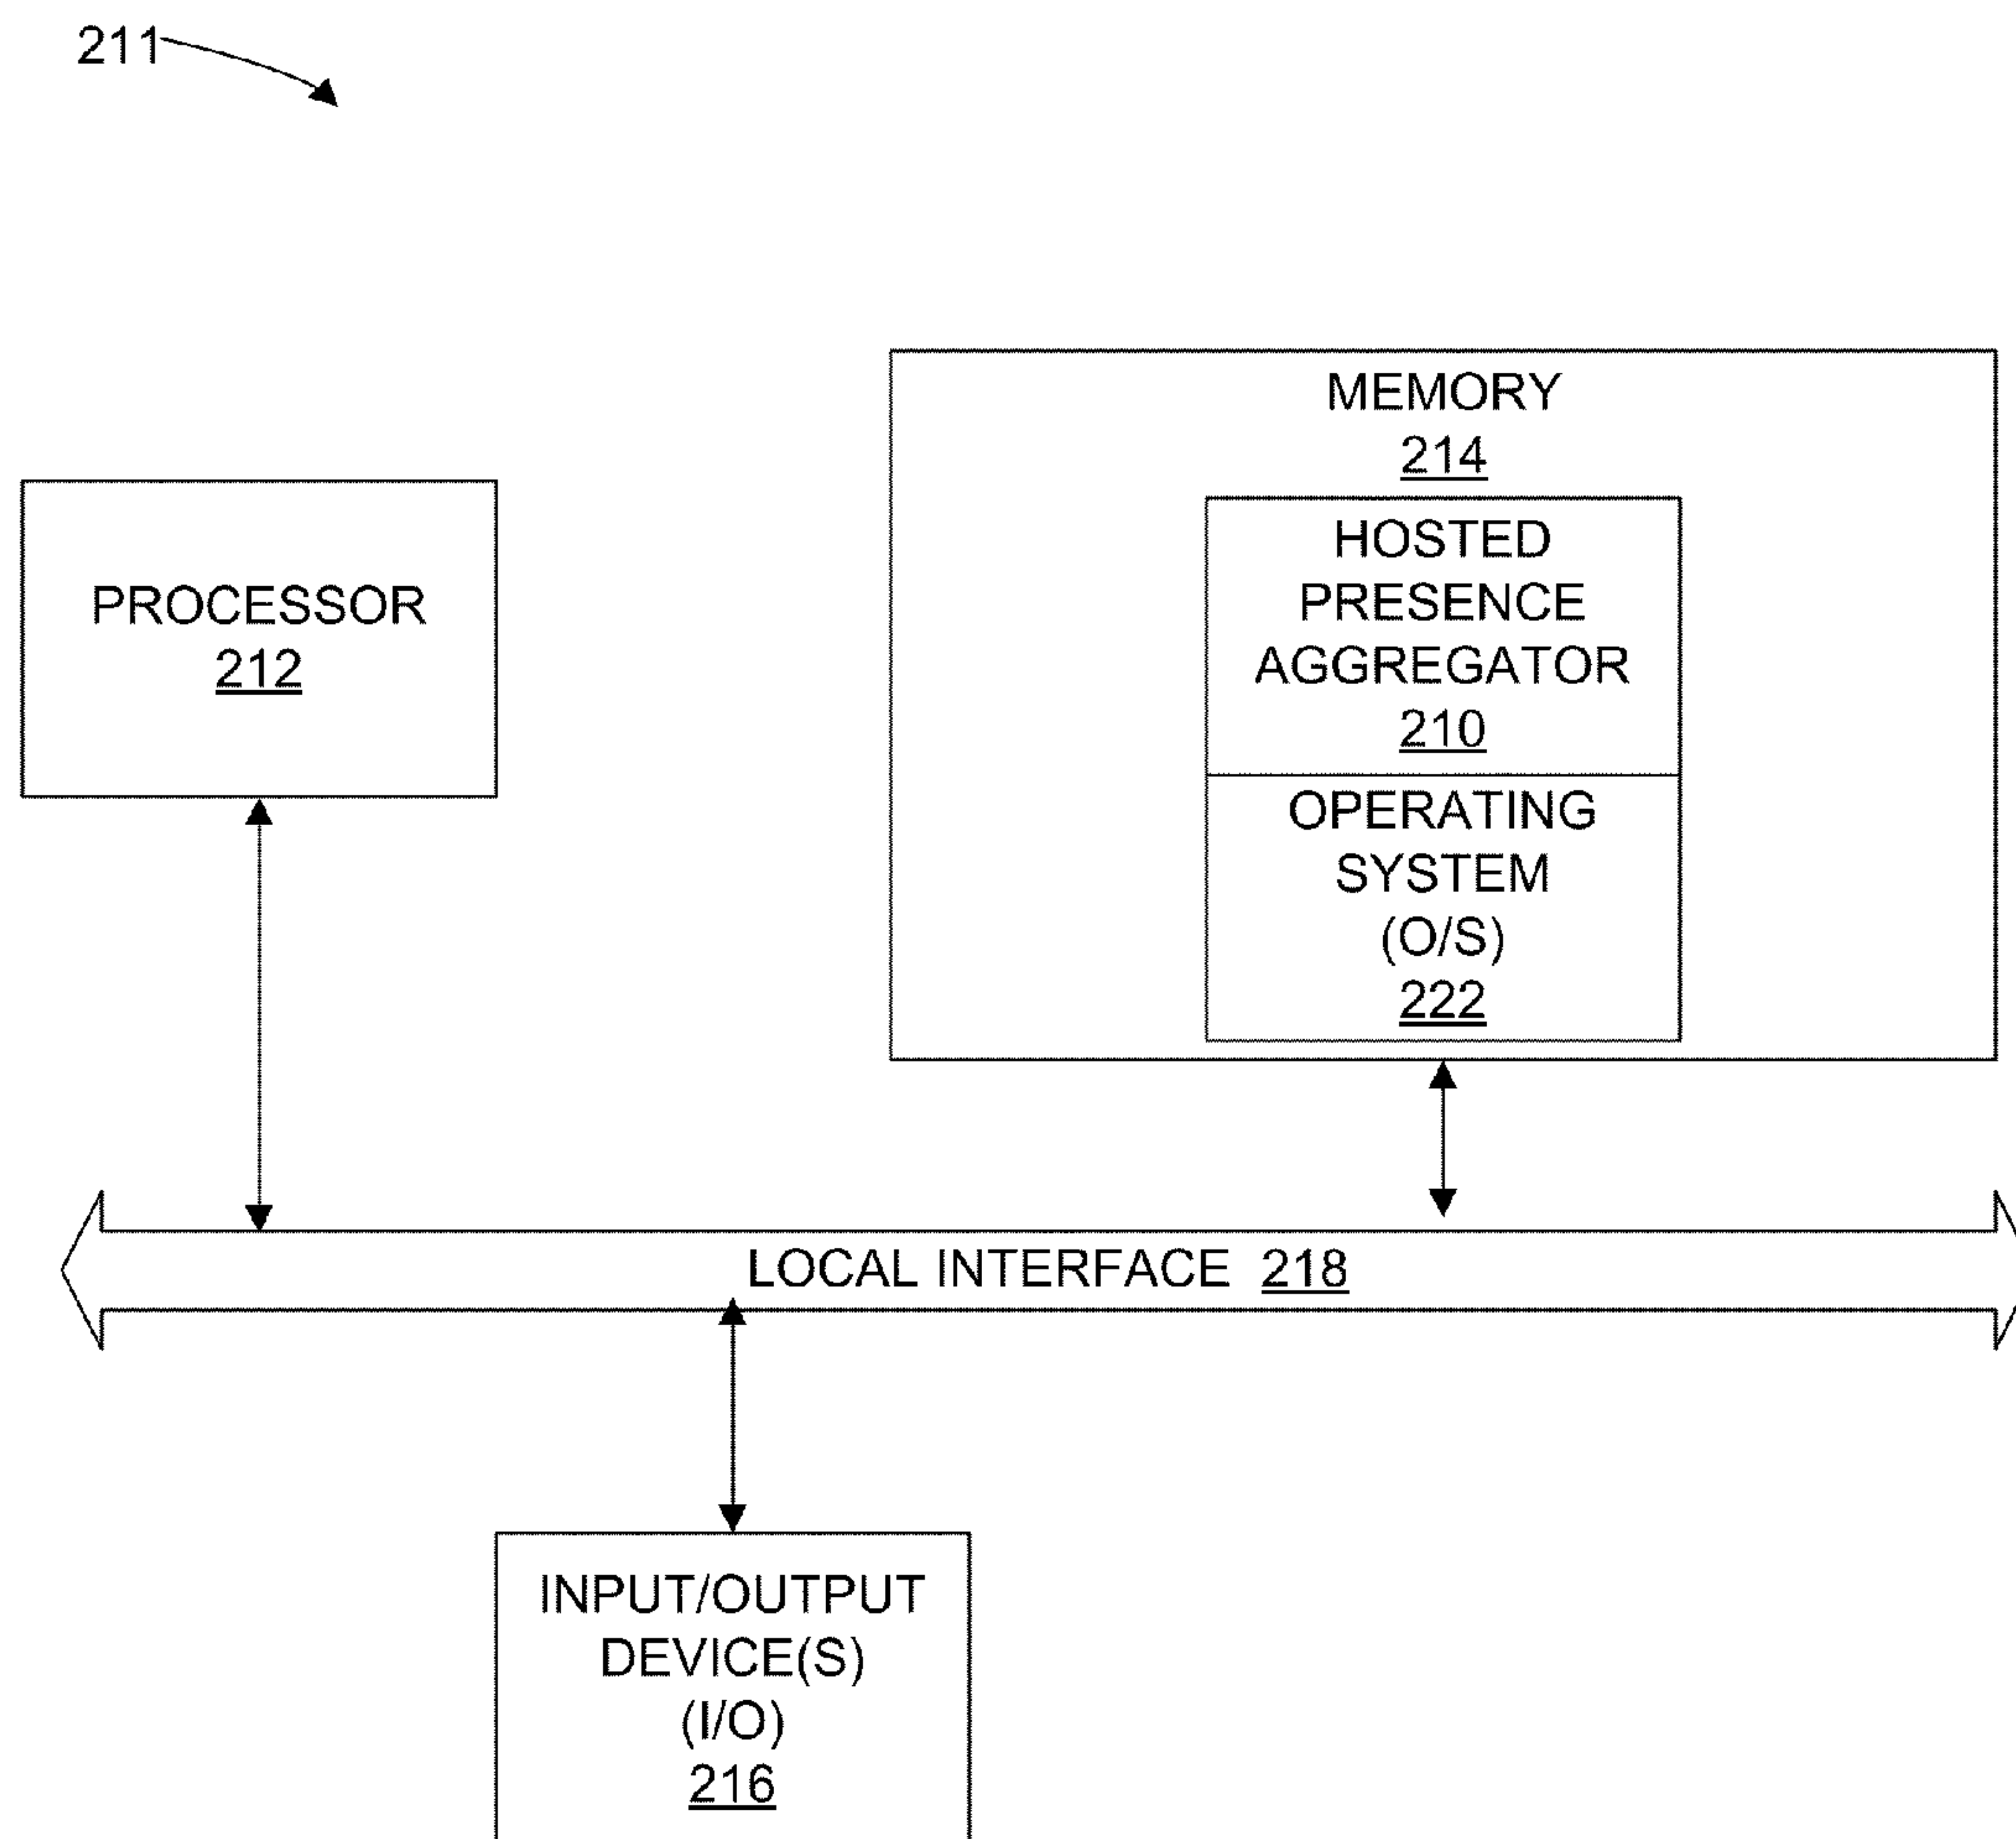 211
MEMORY
214
PROCESSOR
212
HOSTED
PRESENCE
AGGREGATOR
210
OPERATING
SYSTEM
(O/S)
222
LOCAL INTERFACE 218
INPUT/OUTPUT
DEVICE(S)
(I/O)
216